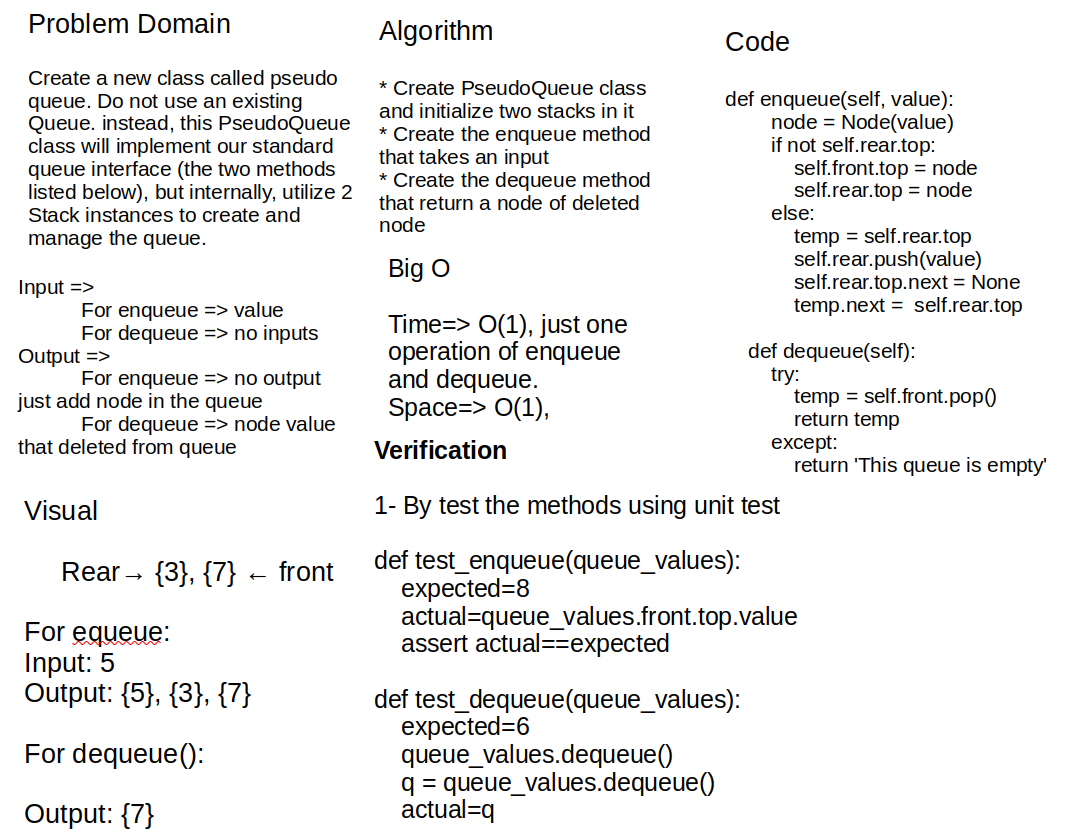 Problem Domain
Create a new class called pseudo
queue. Do not use an existing
Queue. instead, this PseudoQueue
class will implement our standard
queue interface (the two methods
listed below), but internally, utilize 2
Stack instances to create and
manage the queue.
Input =>
For enqueue => value
For dequeue => no inputs
Output =>
For enqueue => no output
just add node in the queue
For dequeue => node value
that deleted from queue
Visual
Rear→ {3}, {7} ← front
For equeue:
Input: 5
Output: {5}, {3}, {7}
For dequeue():
Output: {7}
Algorithm
* Create PseudoQueue class
and initialize two stacks in it
* Create the enqueue method
that takes an input
* Create the dequeue method
that return a node of deleted
node
Big O
Time=> O(1), just one
operation of enqueue
and dequeue.
Space=> O(1),
Verification
1- By test the methods using unit test
def test_enqueue(queue_values):
    expected=8
    actual=queue_values.front.top.value
    assert actual==expected
def test_dequeue(queue_values):
    expected=6
    queue_values.dequeue()
    q = queue_values.dequeue()
    actual=q
Code
def enqueue(self, value):
        node = Node(value)
        if not self.rear.top:
            self.front.top = node
            self.rear.top = node
        else:
            temp = self.rear.top
            self.rear.push(value)
            self.rear.top.next = None
            temp.next =  self.rear.top
    def dequeue(self):
        try:
            temp = self.front.pop()
            return temp
        except:
            return 'This queue is empty'